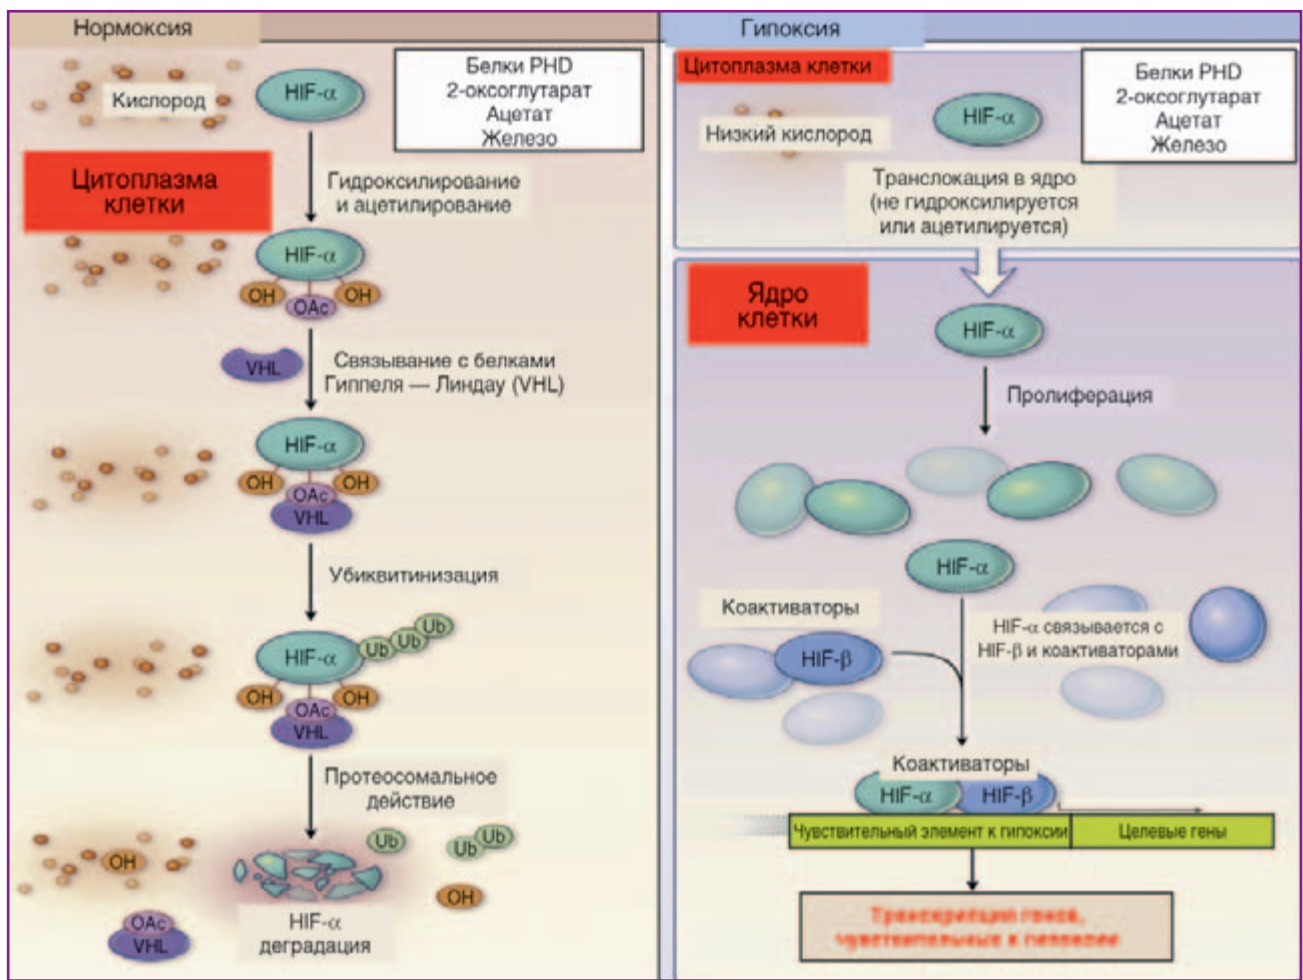 Нормоксия
Кислород
HIF-α
Белки PHD
2-оксоглутарат
Ацетат
Железо
Цитоплазма
клетки
Гидроксилирование
и ацетилирование
HIF-α
OH
OAc
OH
VHL
Связывание с белками
Гиппеля — Линдау (VHL)
HIF-α
OH
OAc
OH
VHL
Убиквитинизация
HIF-α
Ub
Ub
Ub
OH
OAc
OH
VHL
Протеосомальное
действие
OH
Ub
Ub
Ub
OH
OAc
VHL
HIF-α
деградация
Гипоксия
Цитоплазма клетки
Низкий кислород
HIF-α
Белки PHD
2-оксоглутарат
Ацетат
Железо
Транслокация в ядро
(не гидроксилируется
или ацетилируется)
Ядро
клетки
HIF-α
Пролиферация
HIF-α
Коактиваторы
HIF-β
HIF-α связывается с
HIF-β и коактиваторами
Коактиваторы
HIF-α
HIF-β
Чувствительный элемент к гипоксии
Целевые гены
Транскрипция генов,
чувствительных к гипоксии